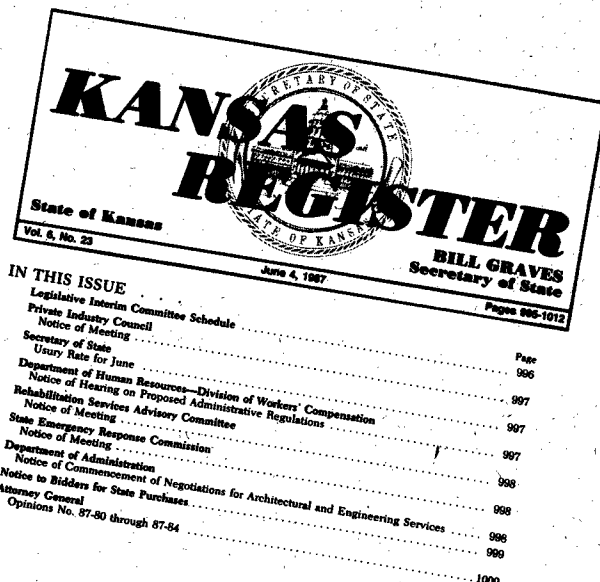 SECRETARY OF STATE
KANSAS
REGISTER
STATE OF KANSAS
State of Kansas
BILL GRAVES
Secretary of State
Vol. 6, No. 23
June 4, 1987
Pages 995-1012
IN THIS ISSUE
Page
Legislative Interim Committee Schedule 996
Private Industry Council
Notice of Meeting 997
Secretary of State
Usury Rate for June 997
Department of Human Resources—Division of Workers' Compensation
Notice of Hearing on Proposed Administrative Regulations 997
Rehabilitation Services Advisory Committee
Notice of Meeting 998
State Emergency Response Commission
Notice of Meeting 998
Department of Administration
Notice of Commencement of Negotiations for Architectural and Engineering Services 998
Notice to Bidders for State Purchases 999
Attorney General
Opinions No. 87-80 through 87-84 1000